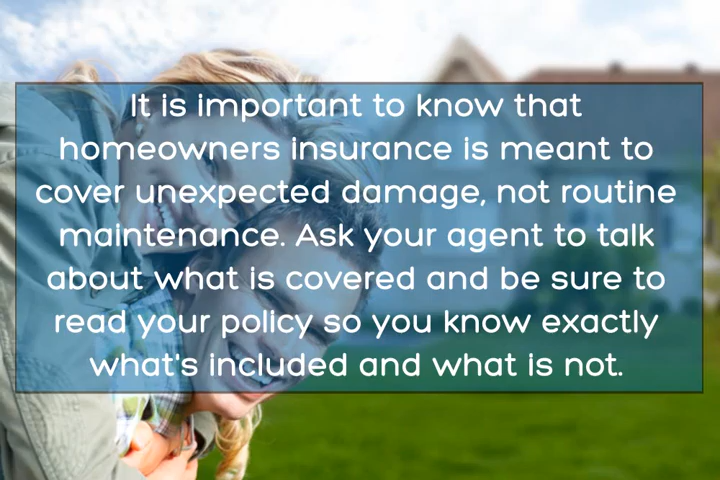 It is important to know that
homeowners insurance is meant to
cover unexpected damage, not routine
maintenance. Ask your agent to talk
about what is covered and be sure to
read your policy so you know exactly
what's included and what is not.